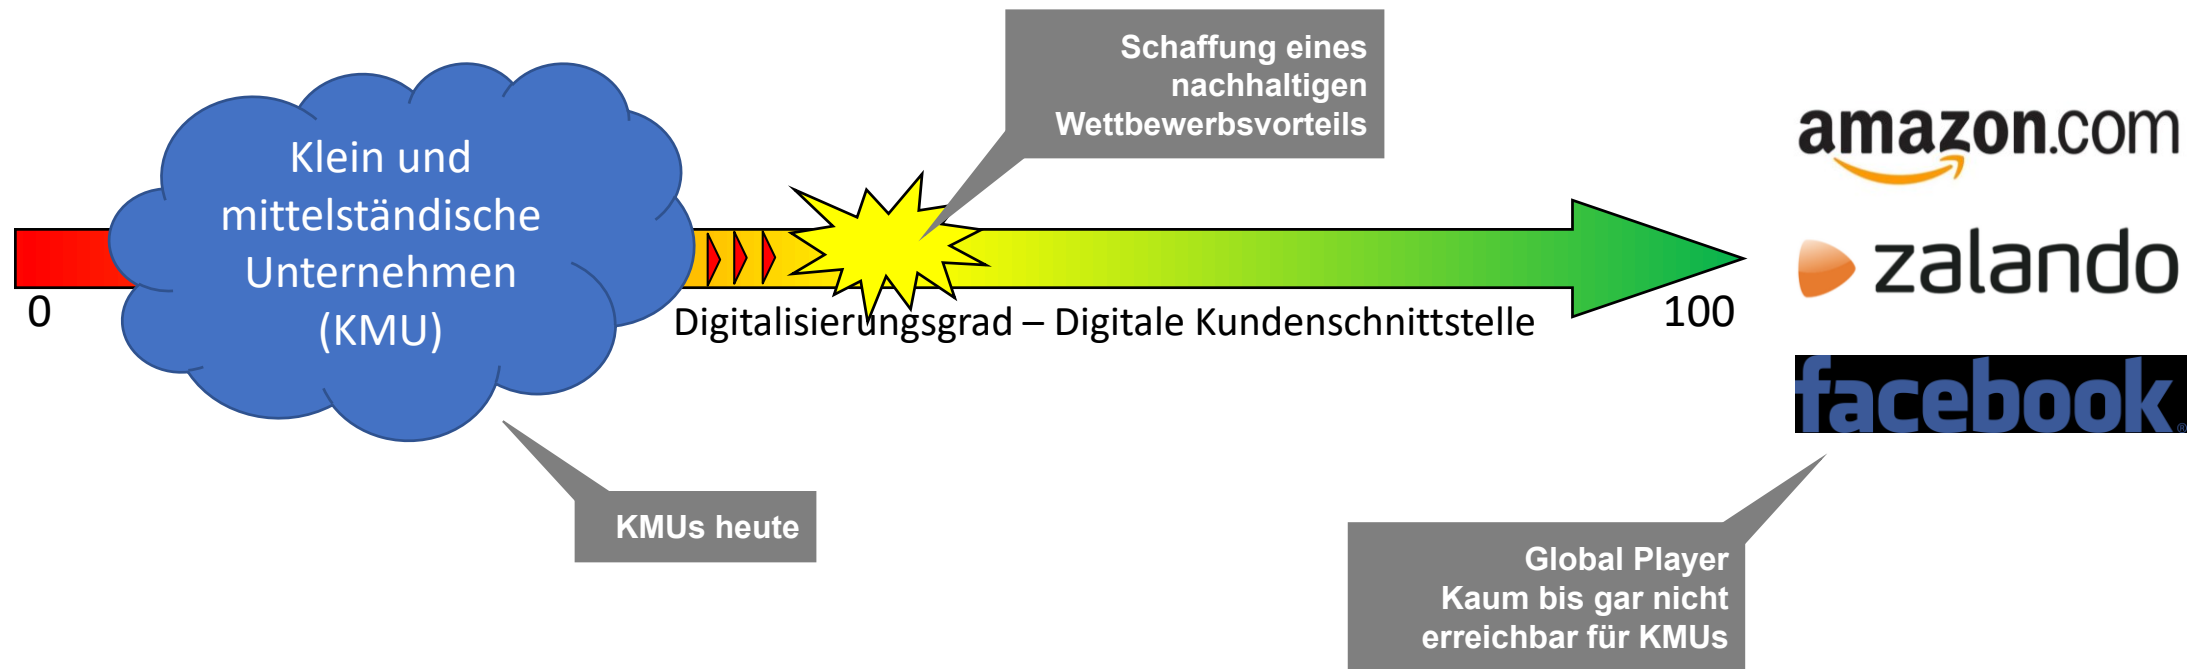 Schaffung eines
nachhaltigen
Wettbewerbsvorteils
Klein und
mittelständische
Unternehmen
(KMU)
0
Digitalisierungsgrad – Digitale Kundenschnittstelle
100
amazon.com
zalando
facebook®
KMUs heute
Global Player
Kaum bis gar nicht
erreichbar für KMUs